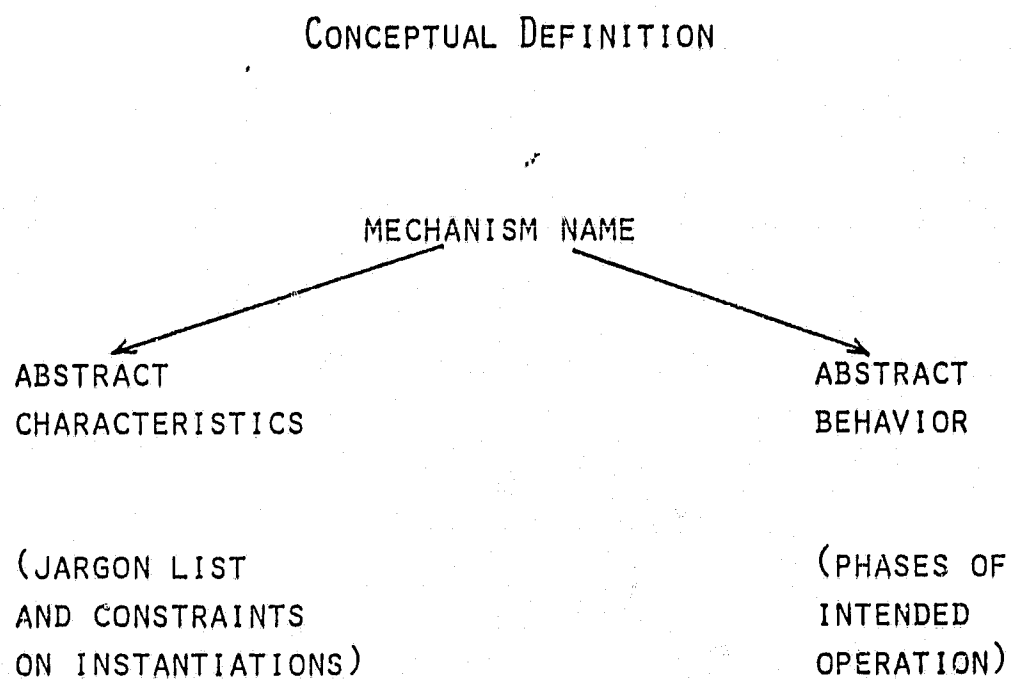 CONCEPTUAL DEFINITION
MECHANISM NAME
ABSTRACT
CHARACTERISTICS
ABSTRACT
BEHAVIOR
(JARGON LIST
AND CONSTRAINTS
ON INSTANTIATIONS)
(PHASES OF
INTENDED
OPERATION)